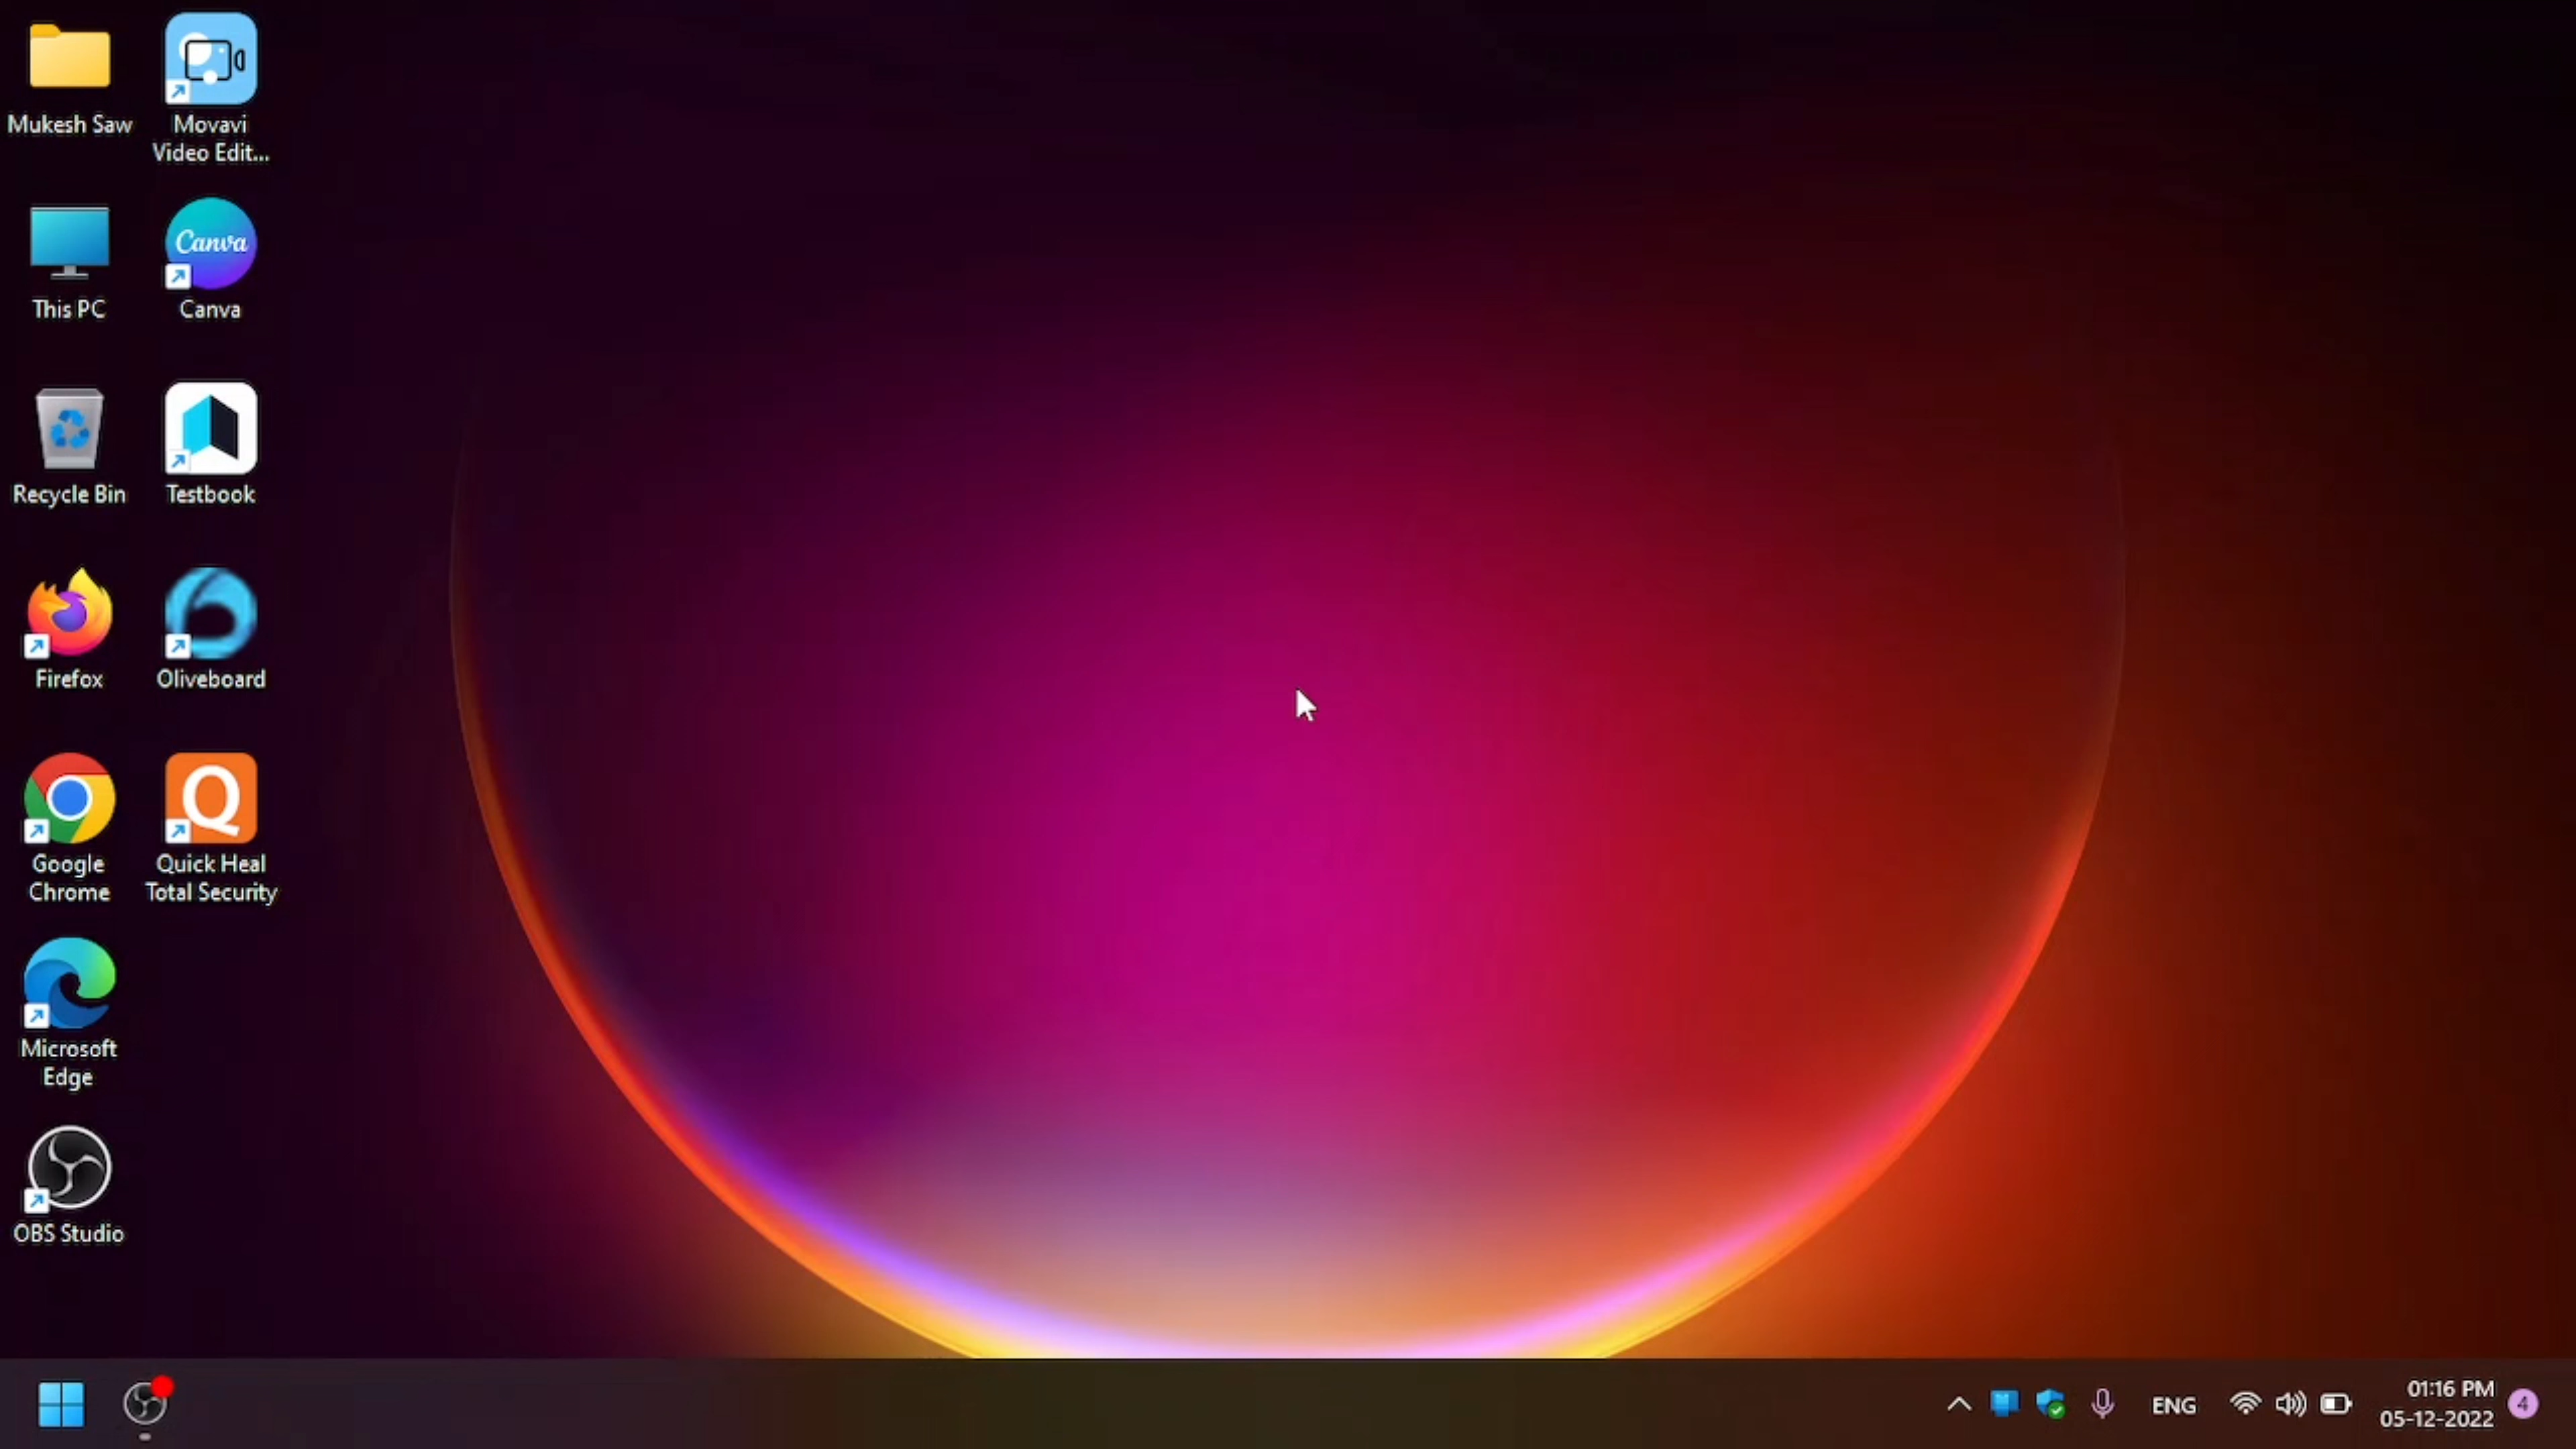 Mukesh Saw
Movavi
Video Edit...
This PC
Canva
Canva
Recycle Bin
Testbook
Firefox
Oliveboard
Google
Chrome
Q
Quick Heal
Total Security
Microsoft
Edge
OBS Studio
ENG
01:16 PM
05-12-2022
4